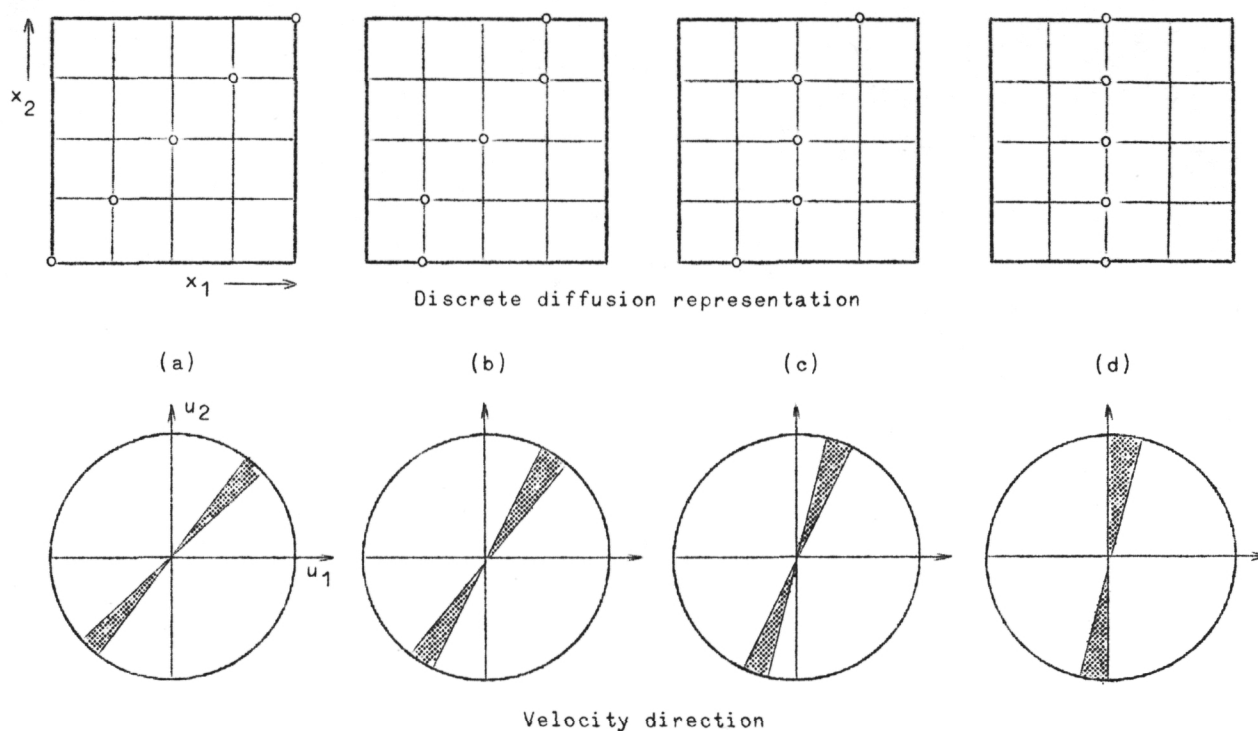 x2
x1
Discrete diffusion representation
(a)
(b)
(c)
(d)
u2
u1
Velocity direction